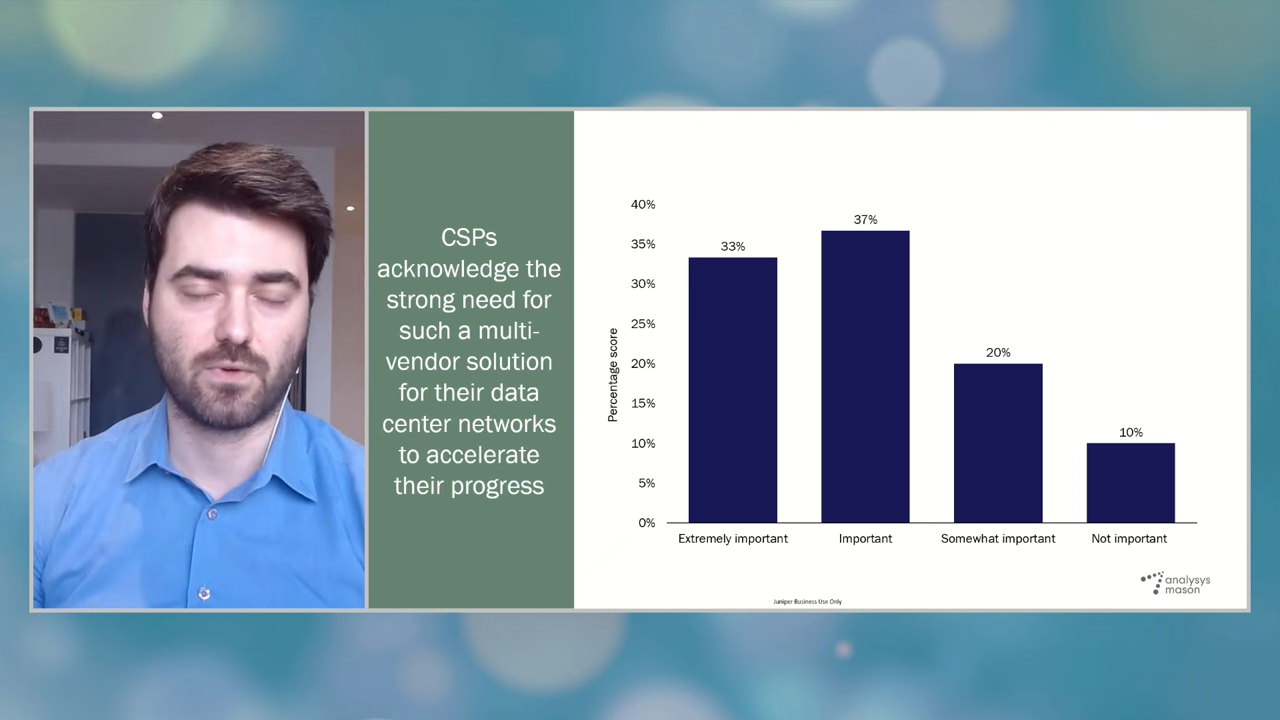 CSPs
acknowledge the
strong need for
such a multi-
vendor solution
for their data
center networks
to accelerate
their progress
Percentage score
40%
35%
30%
25%
20%
15%
10%
5%
0%
33%
37%
20%
10%
Extremely important
Important
Somewhat important
Not important
analysys
mason
Juniper Business Use Only